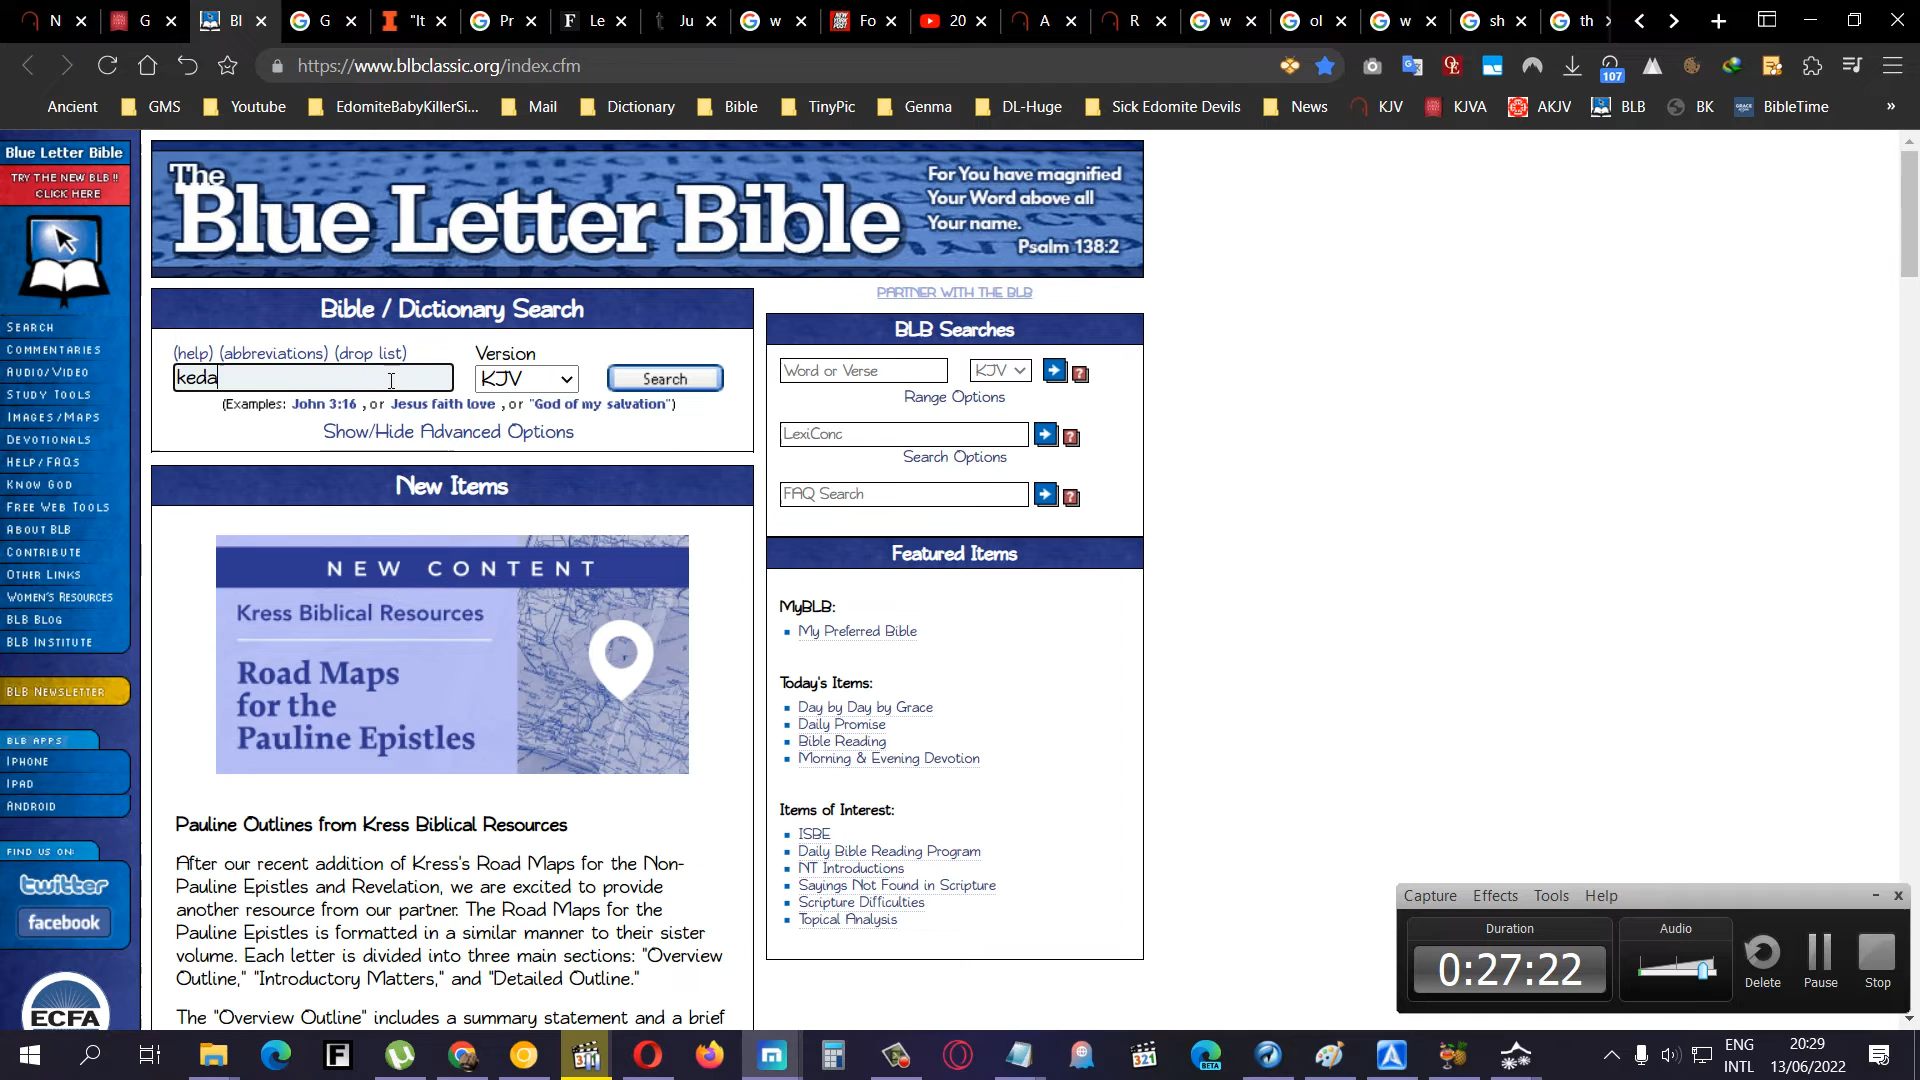 N
G
Bl
G
"It
Pr
Le
Ju
w
Fo
20
A
R
w
ol
w
sh
th
https://www.blbclassic.org/index.cfm
107
Ancient
GMS
Youtube
EdomiteBabyKillerSi...
Mail
Dictionary
Bible
TinyPic
Genma
DL-Huge
Sick Edomite Devils
News
KJV
KJVA
AKJV
BLB
BK
BibleTime
»
Blue Letter Bible
TRY THE NEW BLB !!
CLICK HERE
SEARCH
COMMENTARIES
AUDIO/VIDEO
STUDY TOOLS
IMAGES/MAPS
DEVOTIONALS
HELP/FAQS
KNOW GOD
FREE WEB TOOLS
ABOUT BLB
CONTRIBUTE
OTHER LINKS
WOMEN'S RESOURCES
BLB BLOG
BLB INSTITUTE
BLB NEWSLETTER
BLB APPS
IPHONE
IPAD
ANDROID
FIND US ON:
twitter
facebook
ECFA
The
Blue Letter Bible
For You have magnified
Your Word above all
Your name.
Psalm 138:2
Bible / Dictionary Search
(help) (abbreviations) (drop list)
Version
keda
KJV
Search
(Examples: John 3:16 , or Jesus faith love , or "God of my salvation")
Show/Hide Advanced Options
New Items
NEW CONTENT
Kress Biblical Resources
Road Maps
for the
Pauline Epistles
Pauline Outlines from Kress Biblical Resources
After our recent addition of Kress's Road Maps for the Non-
Pauline Epistles and Revelation, we are excited to provide
another resource from our partner. The Road Maps for the
Pauline Epistles is formatted in a similar manner to their sister
volume. Each letter is divided into three main sections: "Overview
Outline," "Introductory Matters," and "Detailed Outline."
The "Overview Outline" includes a summary statement and a brief
PARTNER WITH THE BLB
BLB Searches
Word or Verse
KJV
Range Options
LexiConc
Search Options
FAQ Search
Featured Items
MyBLB:
My Preferred Bible
Today's Items:
Day by Day by Grace
Daily Promise
Bible Reading
Morning & Evening Devotion
Items of Interest:
ISBE
Daily Bible Reading Program
NT Introductions
Sayings Not Found in Scripture
Scripture Difficulties
Topical Analysis
Capture
Effects
Tools
Help
Duration
0:27:22
Audio
Delete
Pause
Stop
ENG
INTL
20:29
13/06/2022